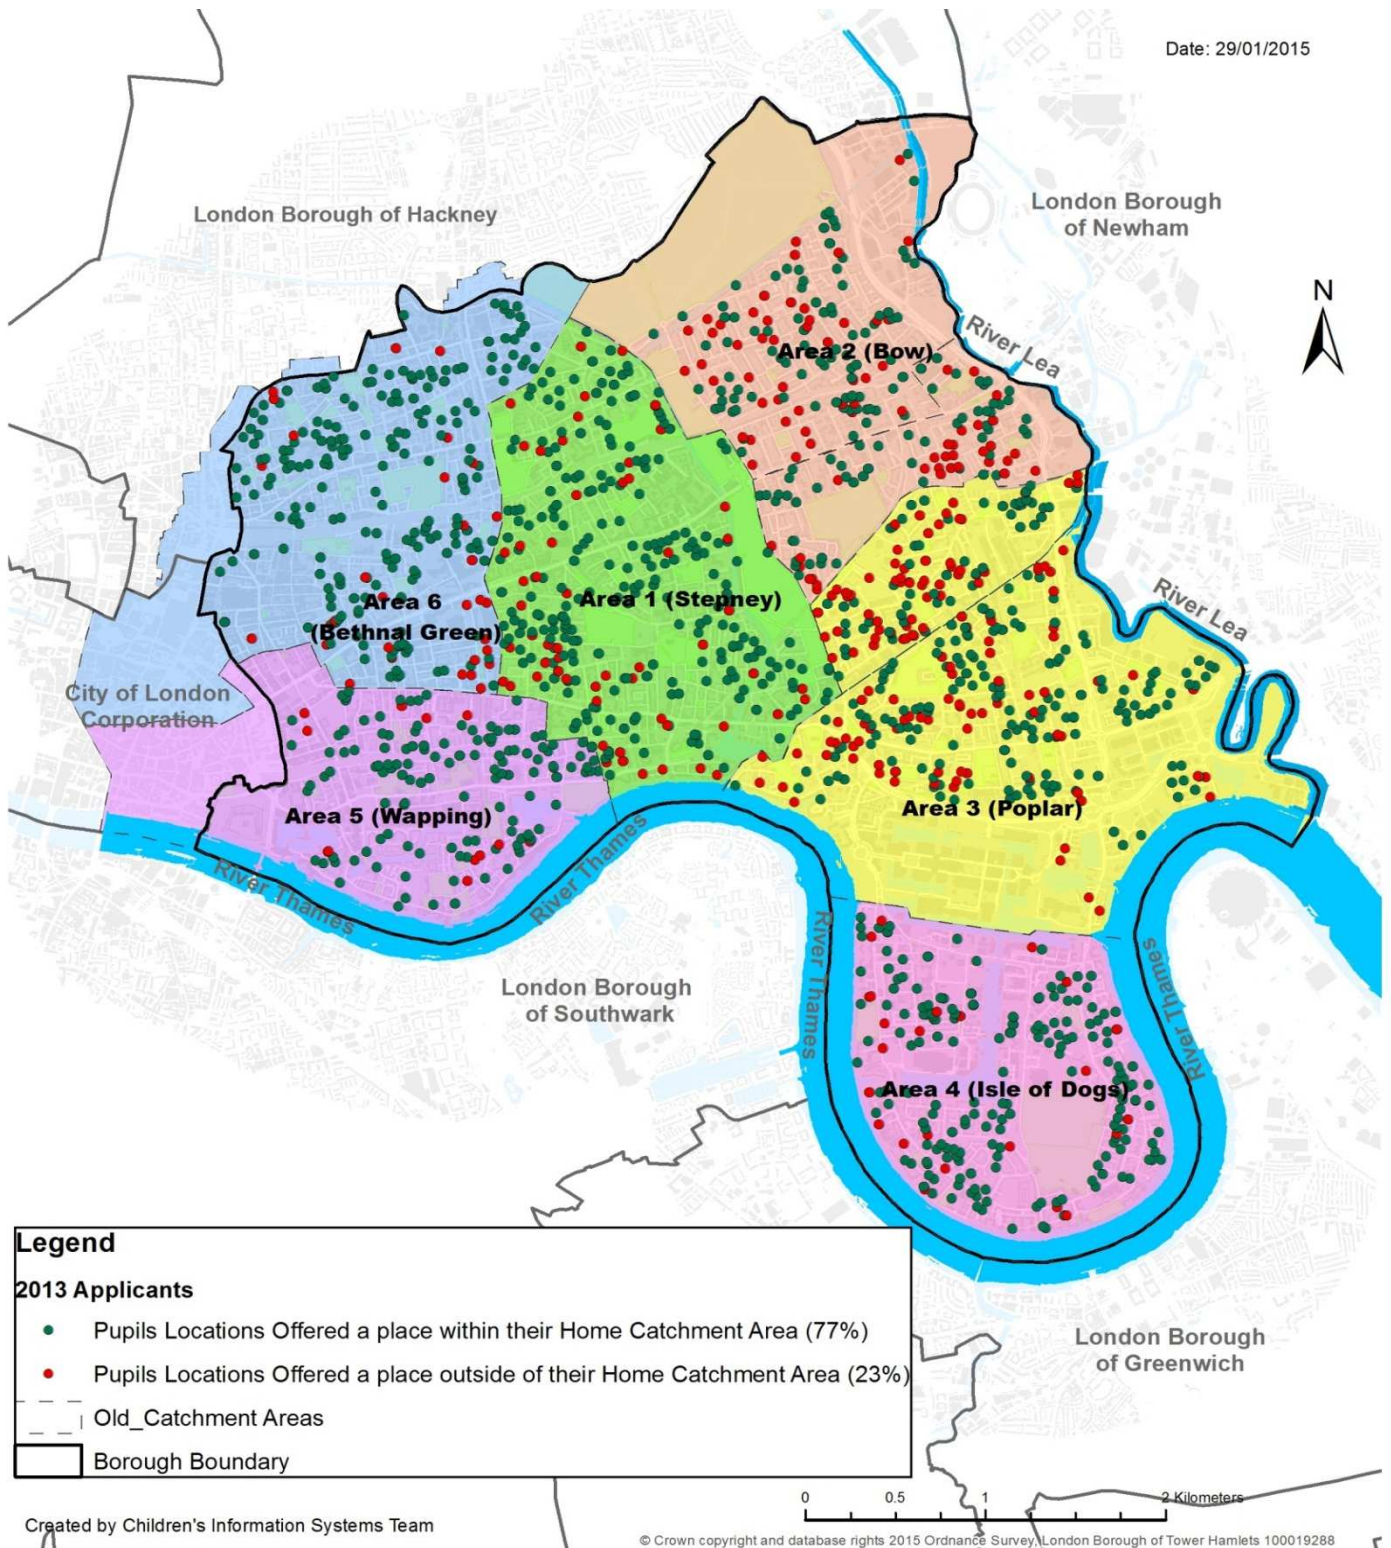 Date: 29/01/2015
London Borough of Hackney
London Borough
of Newham
N
River Lea
Area 2 (Bow)
River Lea
Area 6
(Bethnal Green)
Area 1 (Stepney)
City of London
Corporation
Area 5 (Wapping)
Area 3 (Poplar)
River Thames
River Thames
River Thames
River Thames
London Borough
of Southwark
Area 4 (Isle of Dogs)
Legend
2013 Applicants
Pupils Locations Offered a place within their Home Catchment Area (77%)
Pupils Locations Offered a place outside of their Home Catchment Area (23%)
Old_Catchment Areas
Borough Boundary
London Borough
of Greenwich
0 0.5 1 2 Kilometers
Created by Children's Information Systems Team
© Crown copyright and database rights 2015 Ordnance Survey, London Borough of Tower Hamlets 100019288